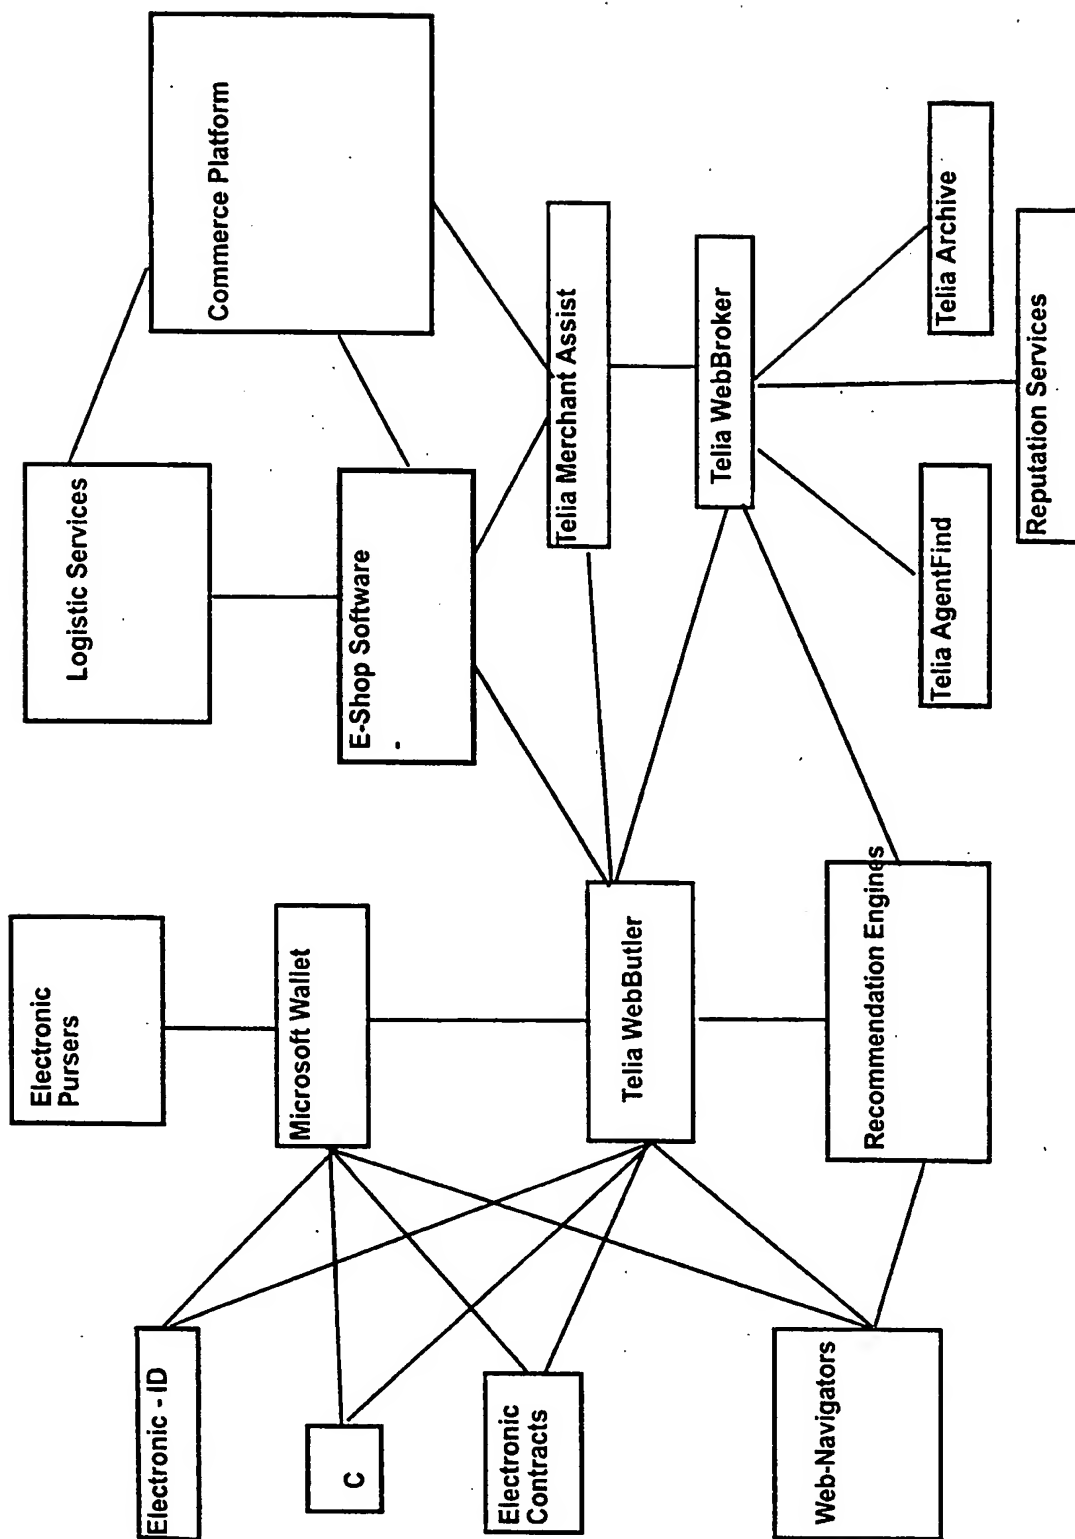 Electronic - ID
C
Electronic
Contracts
Web-Navigators
Electronic
Pursers
Microsoft Wallet
Telia WebButler
Recommendation Engines
Logistic Services
E-Shop Software
-
Commerce Platform
Telia Merchant Assist
Telia WebBroker
Telia AgentFind
Telia Archive
Reputation Services